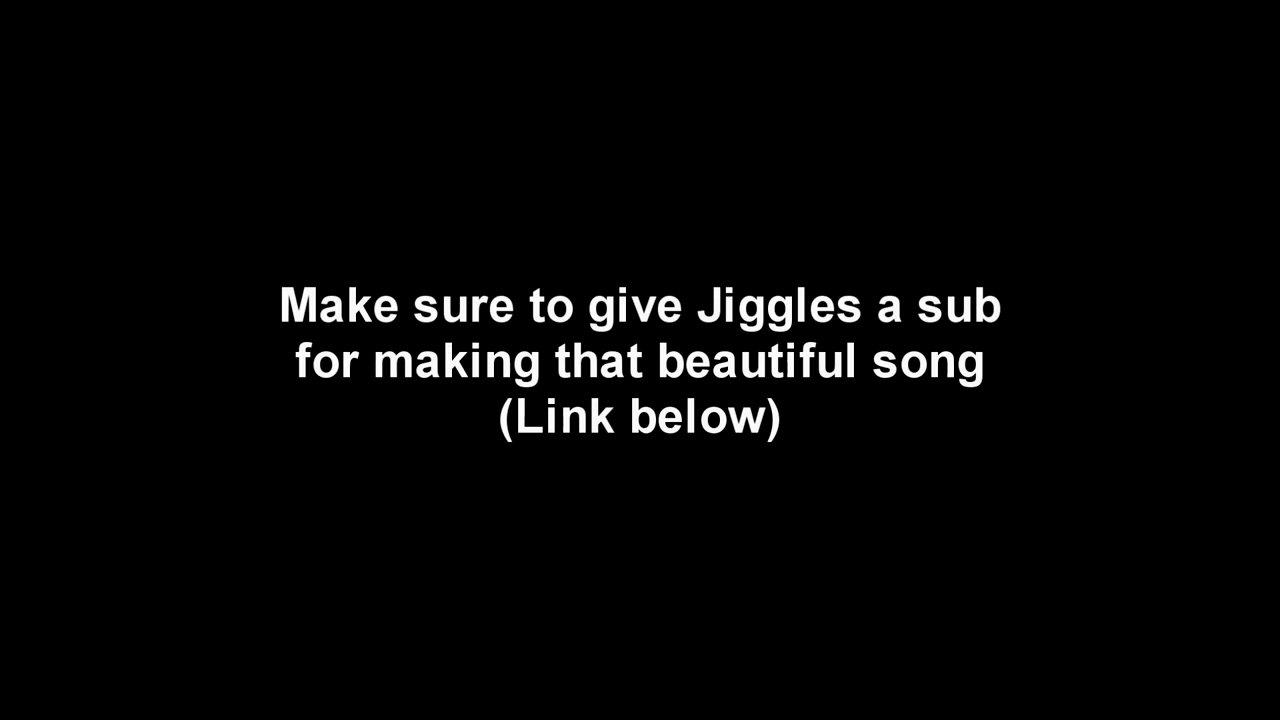 Make sure to give Jiggles a sub
for making that beautiful song
(Link below)